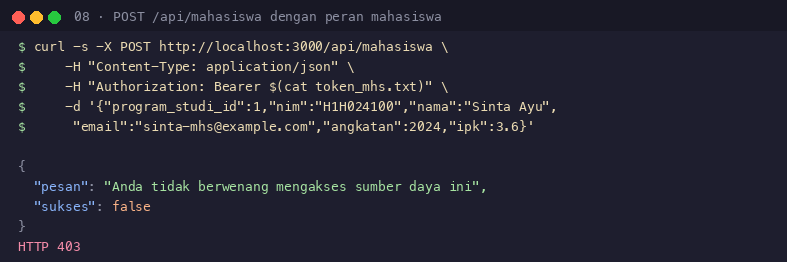 08 · POST /api/mahasiswa dengan peran mahasiswa
$ curl -s -X POST http://localhost:3000/api/mahasiswa \
$     -H "Content-Type: application/json" \
$     -H "Authorization: Bearer $(cat token_mhs.txt)" \
$     -d '{"program_studi_id":1,"nim":"H1H024100","nama":"Sinta Ayu",
$      "email":"sinta-mhs@example.com","angkatan":2024,"ipk":3.6}'
{
  "pesan": "Anda tidak berwenang mengakses sumber daya ini",
  "sukses": false
}
HTTP 403